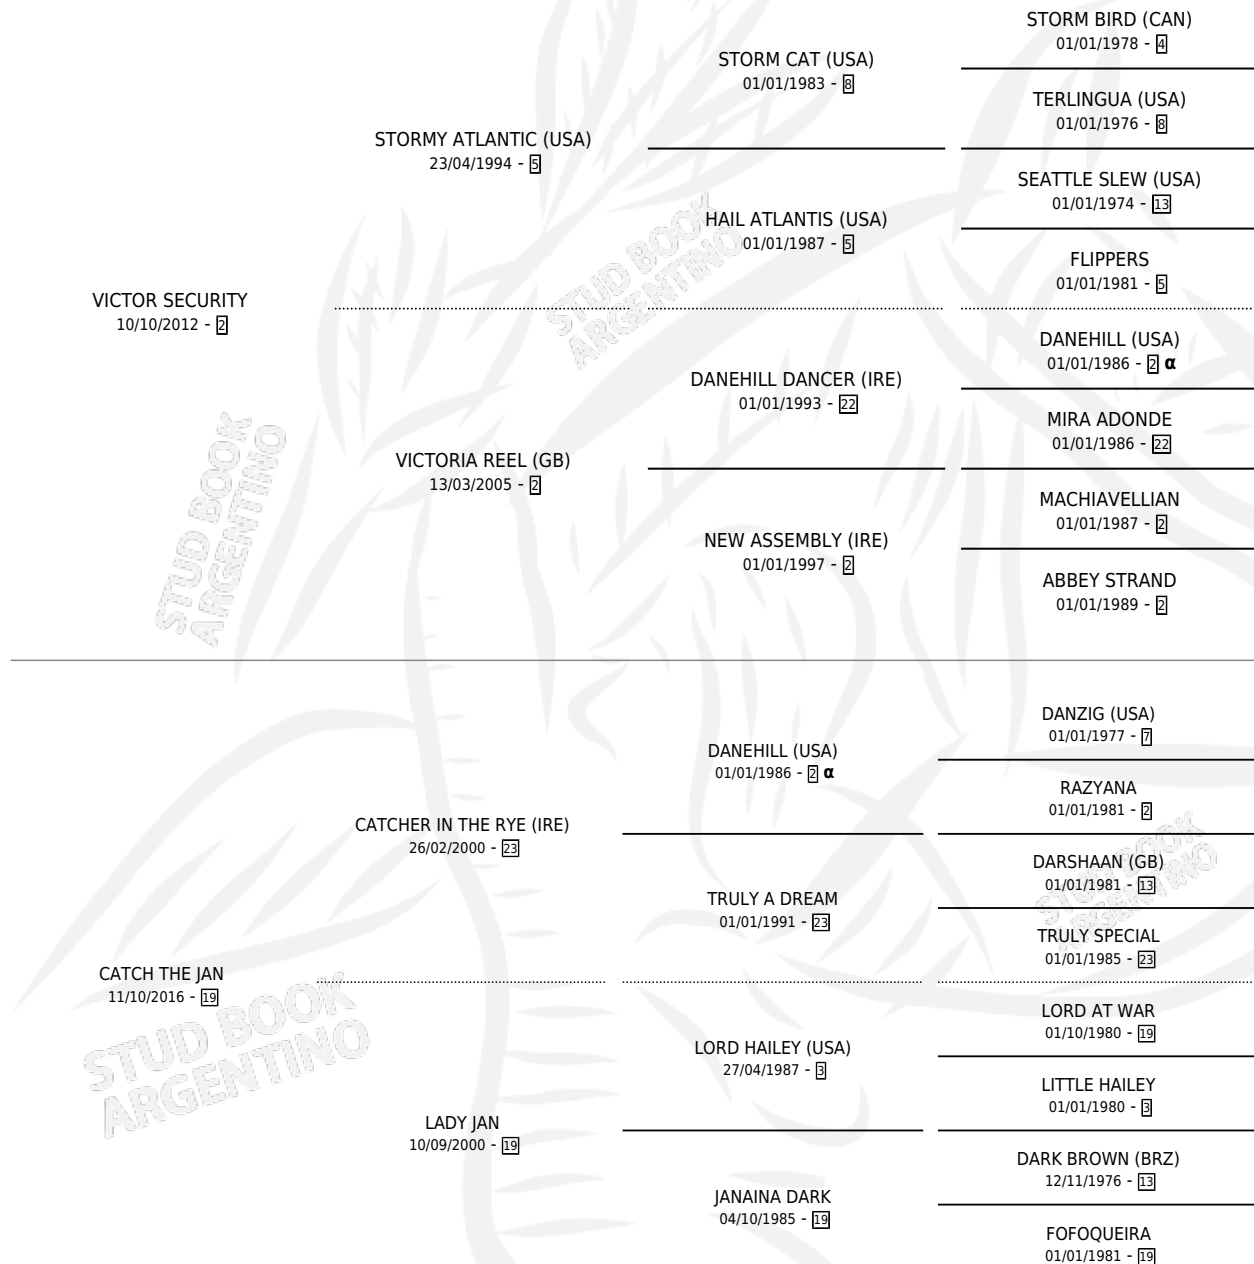 STORM BIRD (CAN)
01/01/1978 - 4
STORM CAT (USA)
01/01/1983 - 8
TERLINGUA (USA)
01/01/1976 - 8
STORMY ATLANTIC (USA)
23/04/1994 - 5
SEATTLE SLEW (USA)
01/01/1974 - 13
HAIL ATLANTIS (USA)
01/01/1987 - 5
FLIPPERS
01/01/1981 - 5
VICTOR SECURITY
10/10/2012 - 2
DANEHILL (USA)
01/01/1986 - 2 α
DANEHILL DANCER (IRE)
01/01/1993 - 22
MIRA ADONDE
01/01/1986 - 22
VICTORIA REEL (GB)
13/03/2005 - 2
MACHIAVELLIAN
01/01/1987 - 2
NEW ASSEMBLY (IRE)
01/01/1997 - 2
ABBEY STRAND
01/01/1989 - 2
DANZIG (USA)
01/01/1977 - 7
DANEHILL (USA)
01/01/1986 - 2 α
RAZYANA
01/01/1981 - 2
CATCHER IN THE RYE (IRE)
26/02/2000 - 23
DARSHAAN (GB)
01/01/1981 - 13
TRULY A DREAM
01/01/1991 - 23
TRULY SPECIAL
01/01/1985 - 23
CATCH THE JAN
11/10/2016 - 19
LORD AT WAR
01/10/1980 - 19
LORD HAILEY (USA)
27/04/1987 - 3
LITTLE HAILEY
01/01/1980 - 3
LADY JAN
10/09/2000 - 19
DARK BROWN (BRZ)
12/11/1976 - 13
JANAINA DARK
04/10/1985 - 19
FOFOQUEIRA
01/01/1981 - 19
STUD BOOK
ARGENTINO
STUD BOOK
ARGENTINO
STUD BOOK
ARGENTINO
STUD BOOK
ARGENTINO